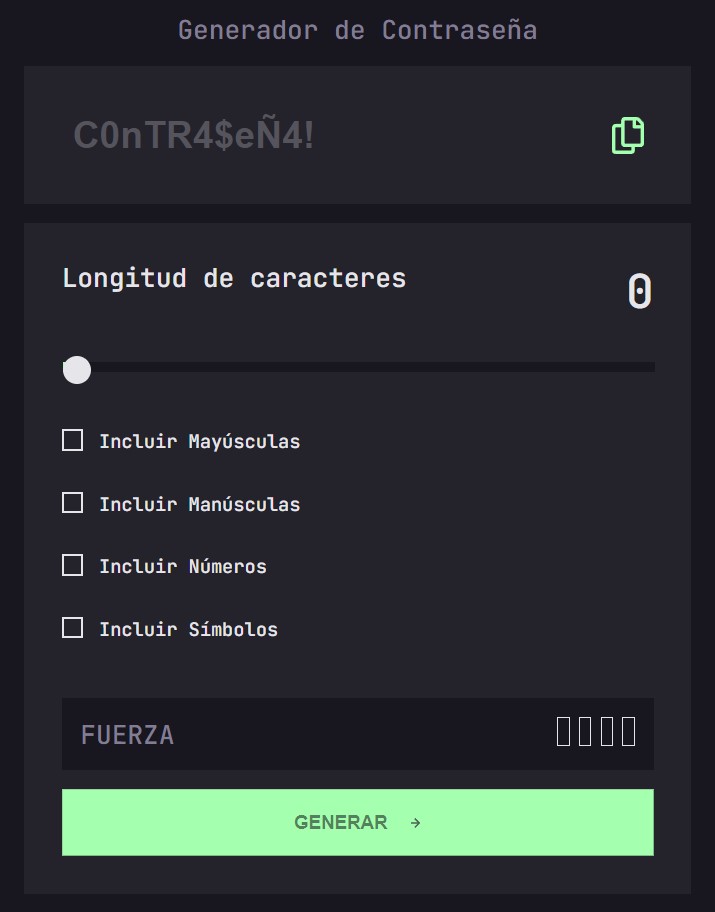 Generador de Contraseña
C0nTR4$eÑ4!
Longitud de caracteres
0
Incluir Mayúsculas
Incluir Manúsculas
Incluir Números
Incluir Símbolos
FUERZA
GENERAR →